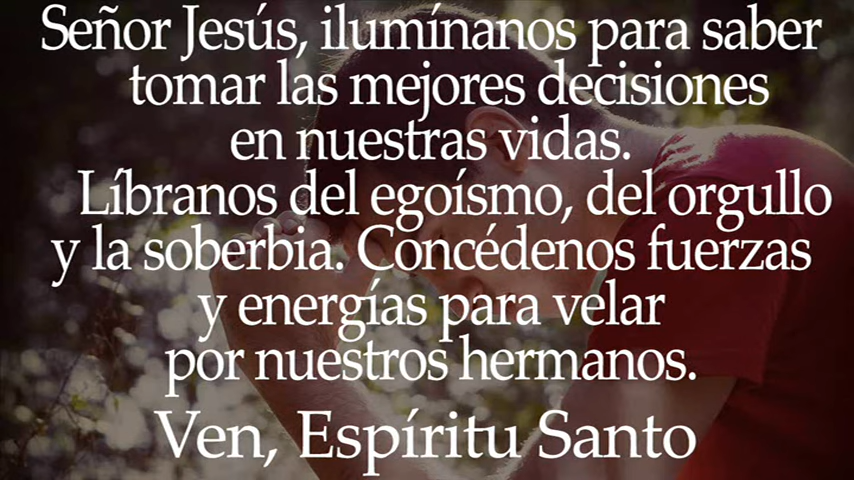 Señor Jesús, ilumínanos para saber
tomar las mejores decisiones
en nuestras vidas.
Líbranos del egoísmo, del orgullo
y la soberbia. Concédenos fuerzas
y energías para velar
por nuestros hermanos.
Ven, Espíritu Santo